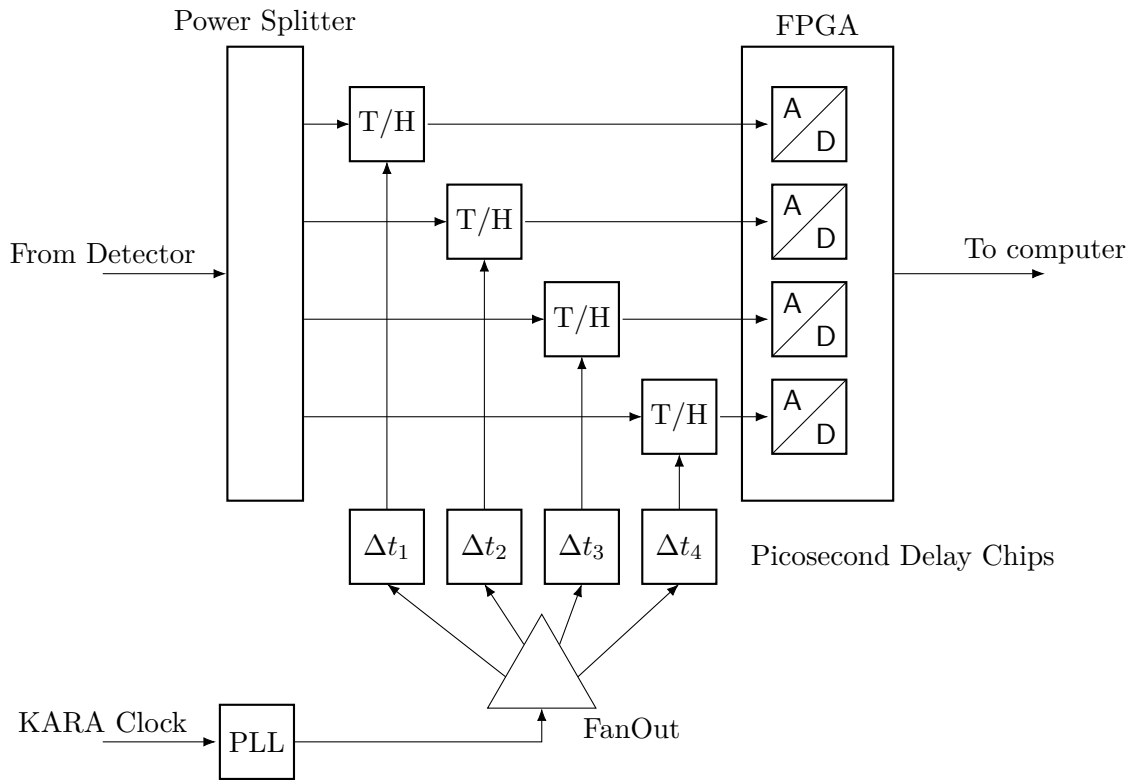 Power Splitter
FPGA
T/H
A
D
T/H
A
D
From Detector
To computer
T/H
A
D
T/H
A
D
Δt₁
Δt₂
Δt₃
Δt₄
Picosecond Delay Chips
KARA Clock
PLL
FanOut